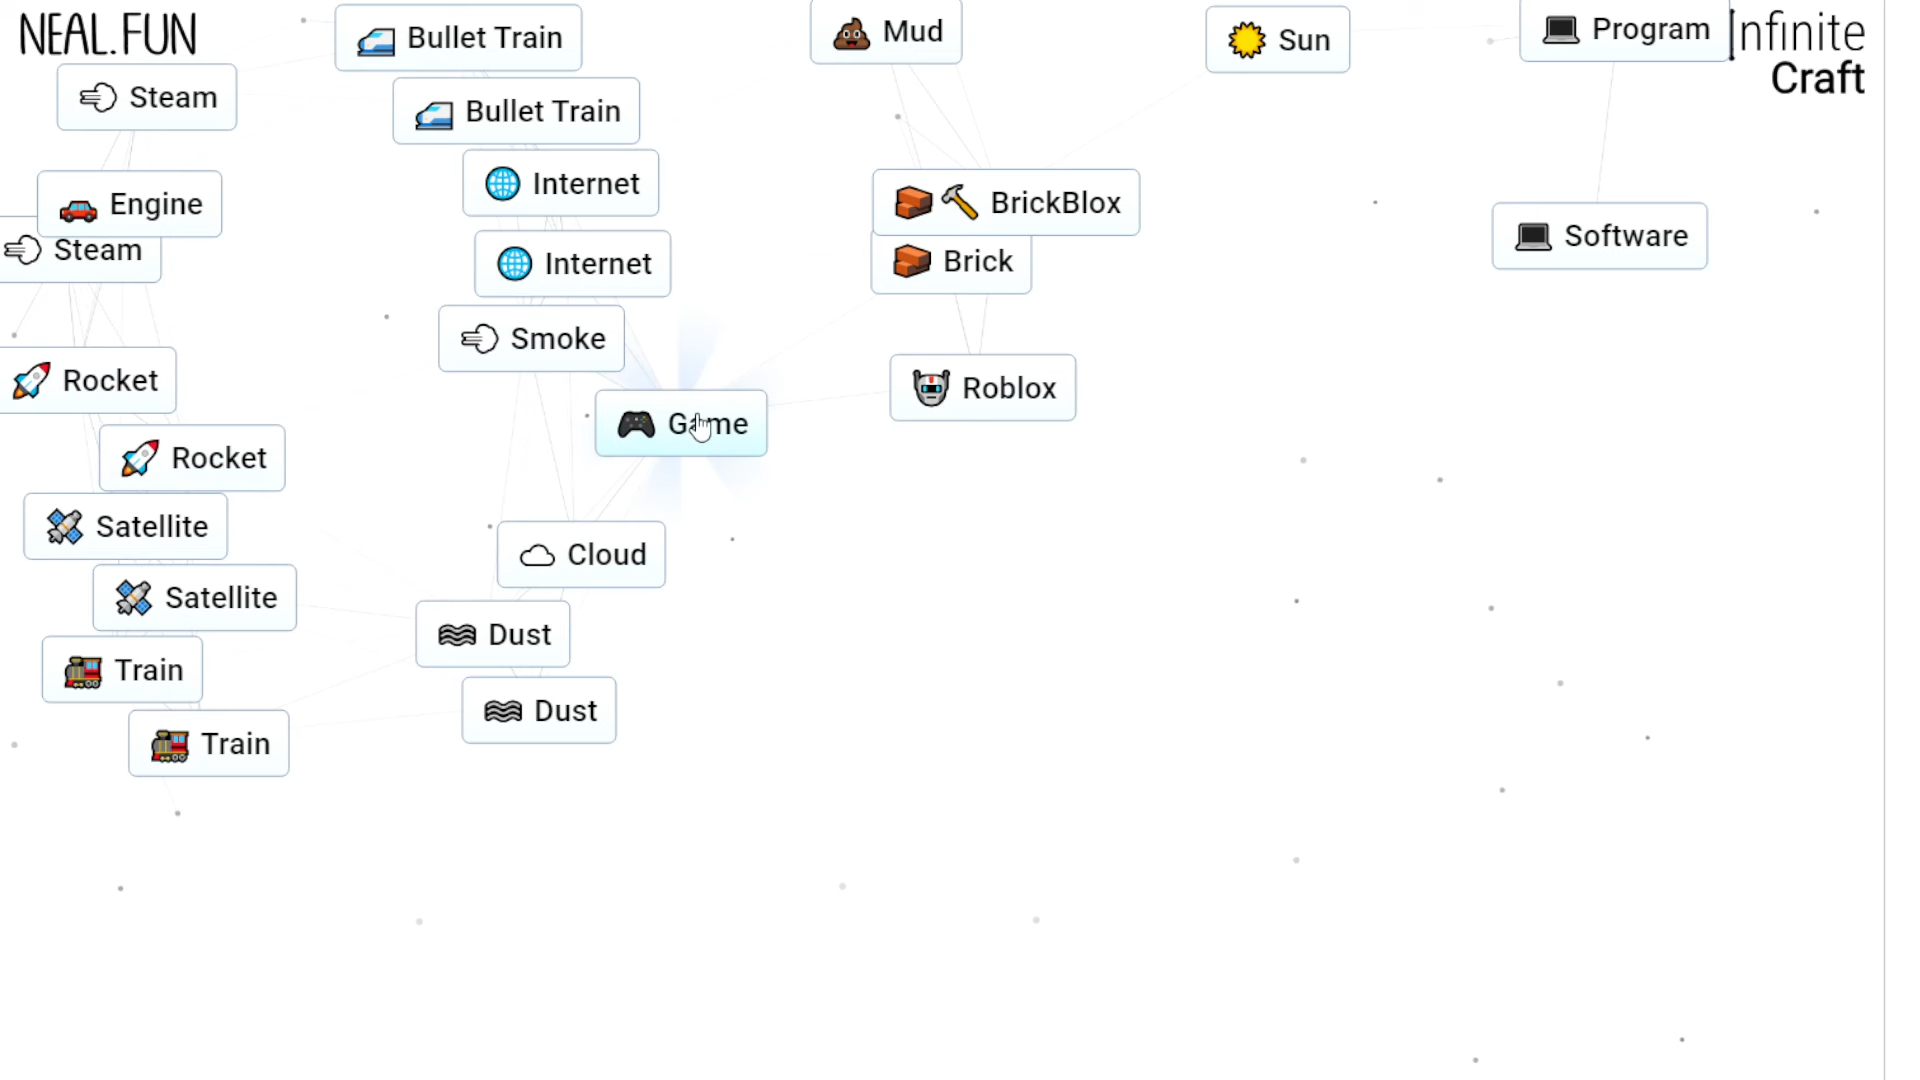 NEAL.FUN
Infinite
Craft
Bullet Train
Mud
Sun
Program
Steam
Bullet Train
Internet
Engine
BrickBlox
Software
Steam
Internet
Brick
Smoke
Rocket
Game
Roblox
Rocket
Satellite
Cloud
Satellite
Dust
Train
Dust
Train